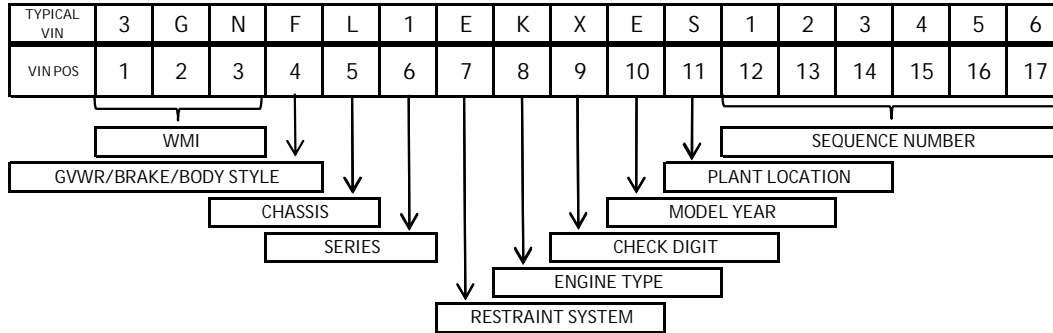 TYPICAL VIN 3 G N F L 1 E K X E S 1 2 3 4 5 6
VIN POS 1 2 3 4 5 6 7 8 9 10 11 12 13 14 15 16 17
WMI SEQUENCE NUMBER
GVWR/BRAKE/BODY STYLE PLANT LOCATION
CHASSIS MODEL YEAR
SERIES CHECK DIGIT
ENGINE TYPE
RESTRAINT SYSTEM